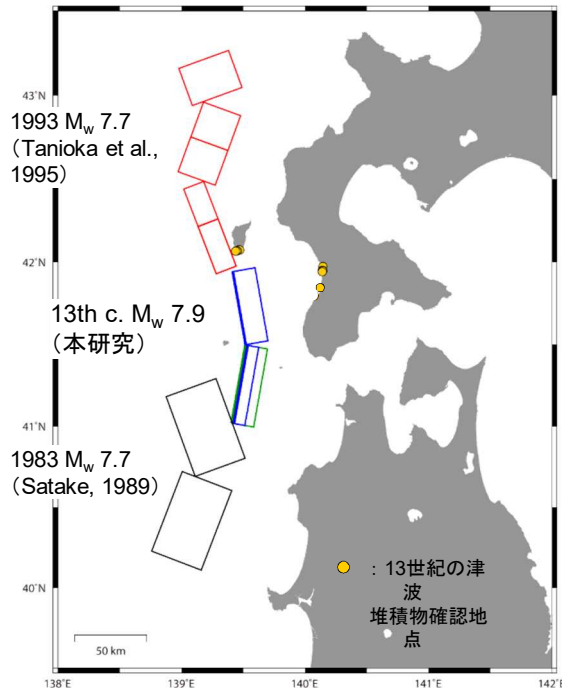 43°N
1993 Mw 7.7
（Tanioka et al.,
1995）
42°N
13th c. Mw 7.9
（本研究）
41°N
1983 Mw 7.7
（Satake, 1989）
：13世紀の津
波
堆積物確認地
点
40°N
50 km
138°E
139°E
140°E
141°E
142°E